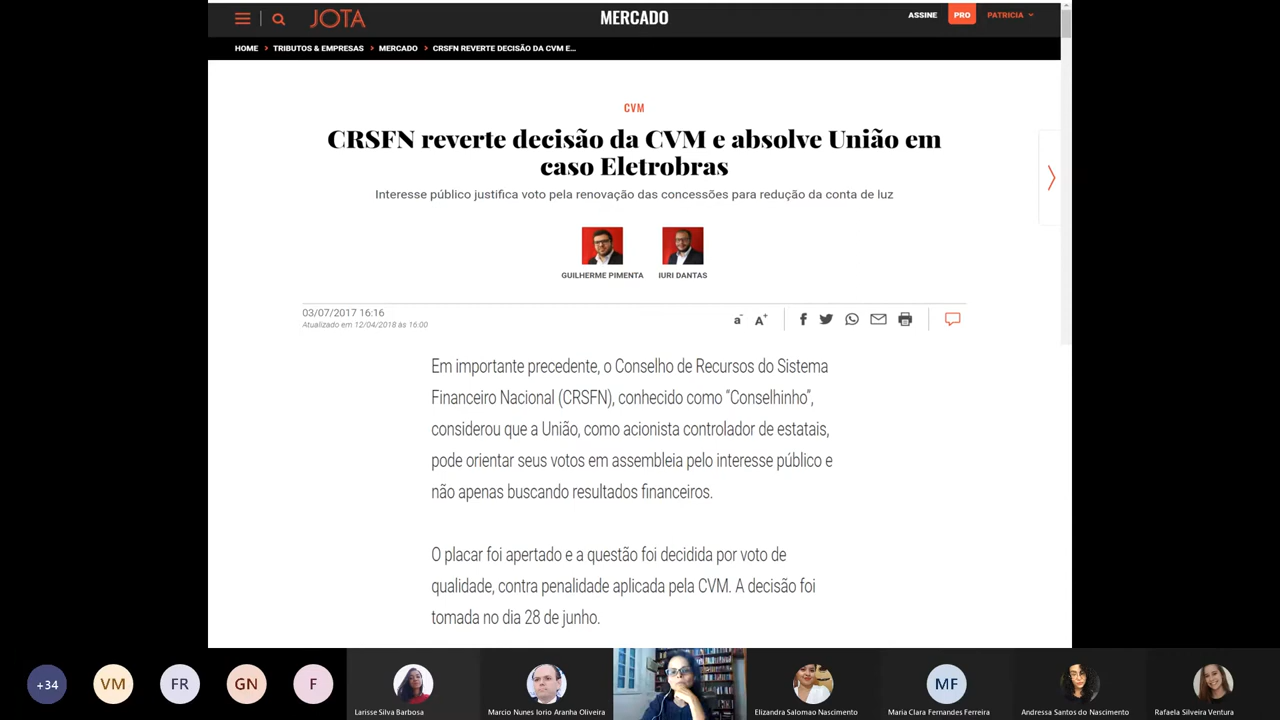 JOTA
MERCADO
ASSINE
PRO
PATRICIA
HOME > TRIBUTOS & EMPRESAS > MERCADO > CRSFN REVERTE DECISÃO DA CVM E...
CVM
CRSFN reverte decisão da CVM e absolve União em
caso Eletrobras
Interesse público justifica voto pela renovação das concessões para redução da conta de luz
GUILHERME PIMENTA
IURI DANTAS
03/07/2017 16:16
Atualizado em 12/04/2018 às 16:00
a-
A+
Em importante precedente, o Conselho de Recursos do Sistema
Financeiro Nacional (CRSFN), conhecido como "Conselhinho",
considerou que a União, como acionista controlador de estatais,
pode orientar seus votos em assembleia pelo interesse público e
não apenas buscando resultados financeiros.
O placar foi apertado e a questão foi decidida por voto de
qualidade, contra penalidade aplicada pela CVM. A decisão foi
tomada no dia 28 de junho.
+34
VM
FR
GN
F
MF
Larisse Silva Barbosa
Marcio Nunes Iorio Aranha Oliveira
Elizandra Salomao Nascimento
Maria Clara Fernandes Ferreira
Andressa Santos do Nascimento
Rafaela Silveira Ventura